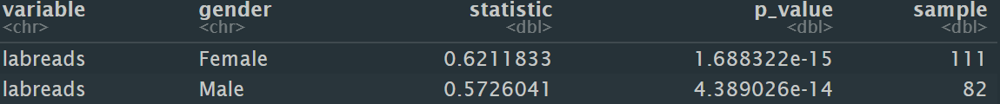 variable gender statistic p_value sample
<chr> <chr> <dbl> <dbl> <dbl>
labreads Female 0.6211833 1.688322e-15 111
labreads Male 0.5726041 4.389026e-14 82